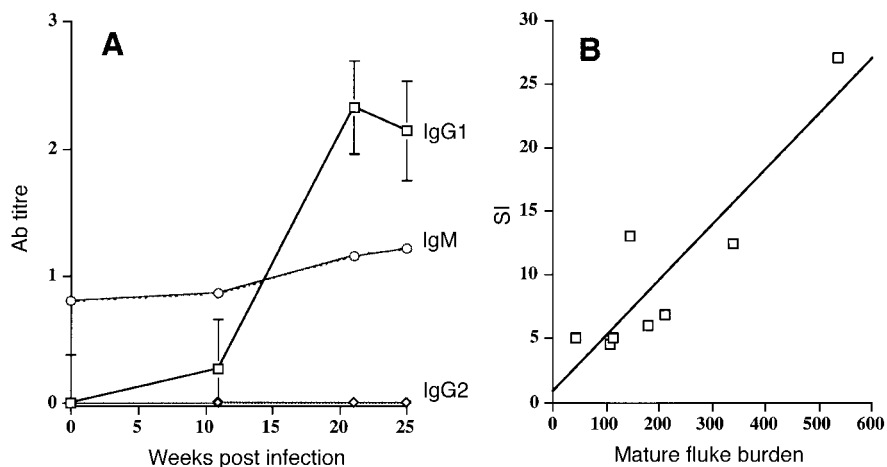 A
3
2
1
0
Ab titre
IgG1
IgM
IgG2
0 5 10 15 20 25
Weeks post infection
B
30
25
20
15
10
5
0
SI
0 100 200 300 400 500 600
Mature fluke burden